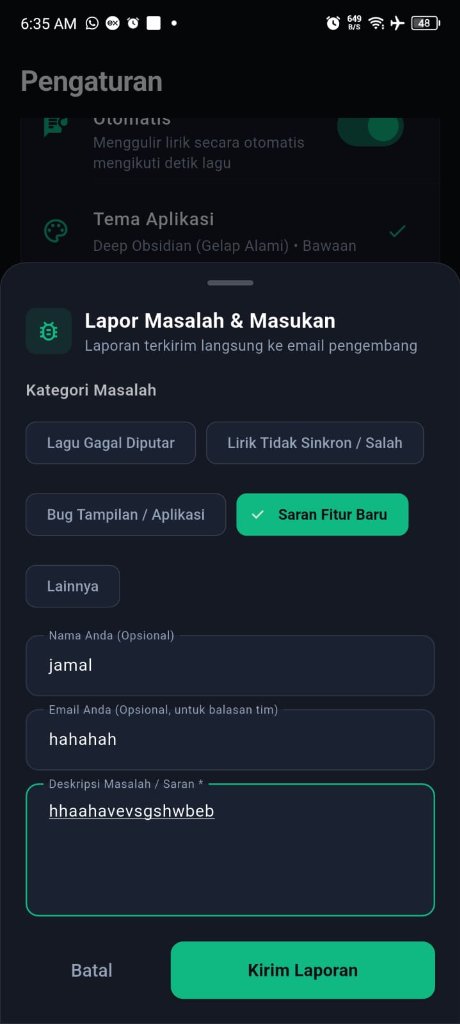 6:35 AM
649 B/S
48
Pengaturan
Otomatis
Menggulir lirik secara otomatis
mengikuti detik lagu
Tema Aplikasi
Deep Obsidian (Gelap Alami) • Bawaan
Lapor Masalah & Masukan
Laporan terkirim langsung ke email pengembang
Kategori Masalah
Lagu Gagal Diputar
Lirik Tidak Sinkron / Salah
Bug Tampilan / Aplikasi
Saran Fitur Baru
Lainnya
Nama Anda (Opsional)
jamal
Email Anda (Opsional, untuk balasan tim)
hahahah
Deskripsi Masalah / Saran *
hhaahavevsgshwbeb
Batal
Kirim Laporan